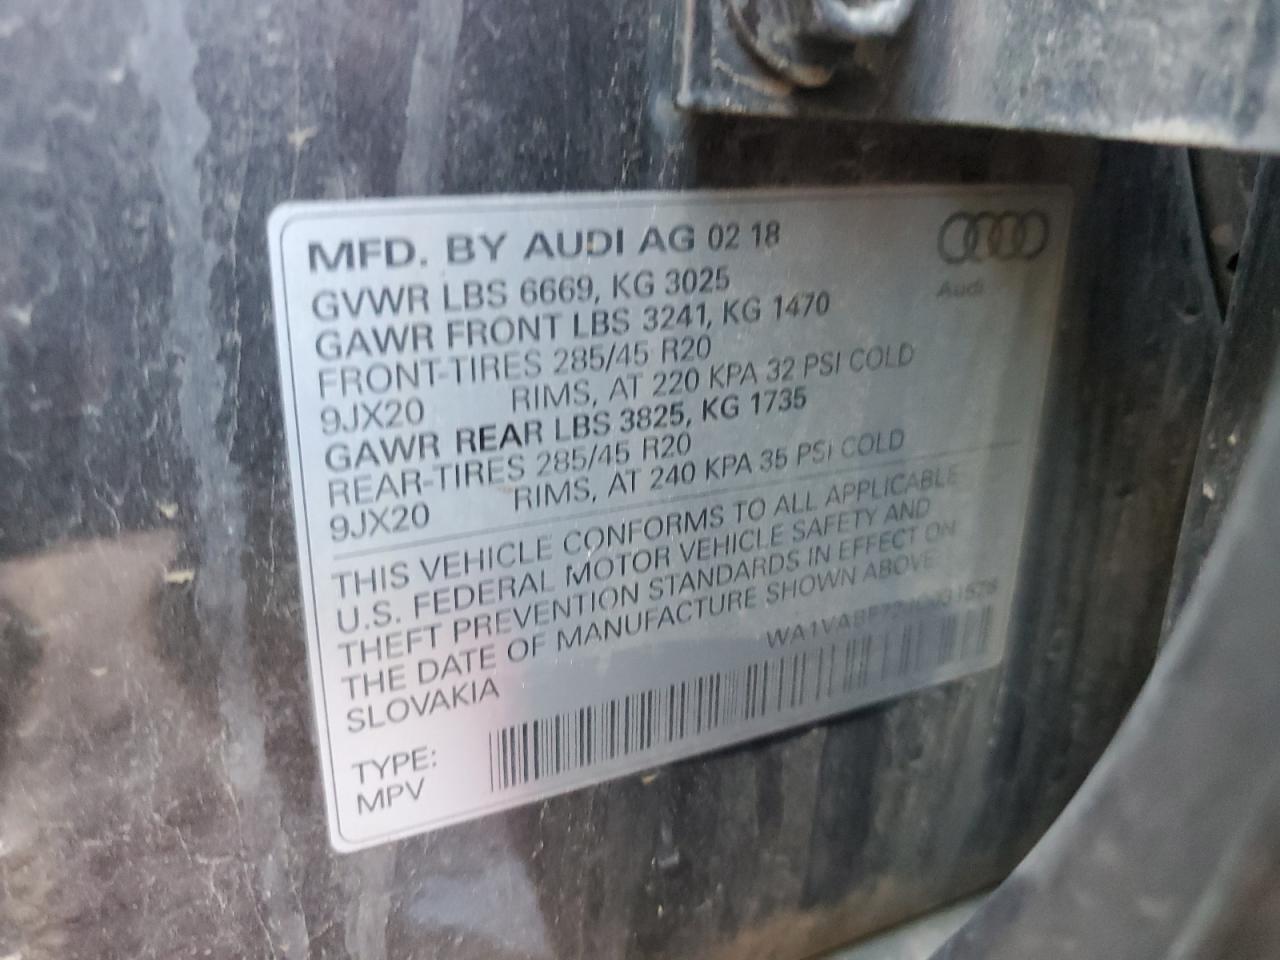 MFD. BY AUDI AG 02 18
Audi
GVWR LBS 6669, KG 3025
GAWR FRONT LBS 3241, KG 1470
FRONT-TIRES 285/45 R20
9JX20 RIMS, AT 220 KPA 32 PSI COLD
GAWR REAR LBS 3825, KG 1735
REAR-TIRES 285/45 R20
9JX20 RIMS, AT 240 KPA 35 PSI COLD
THIS VEHICLE CONFORMS TO ALL APPLICABLE
U.S. FEDERAL MOTOR VEHICLE SAFETY AND
THEFT PREVENTION STANDARDS IN EFFECT ON
THE DATE OF MANUFACTURE SHOWN ABOVE
SLOVAKIA
TYPE:
MPV